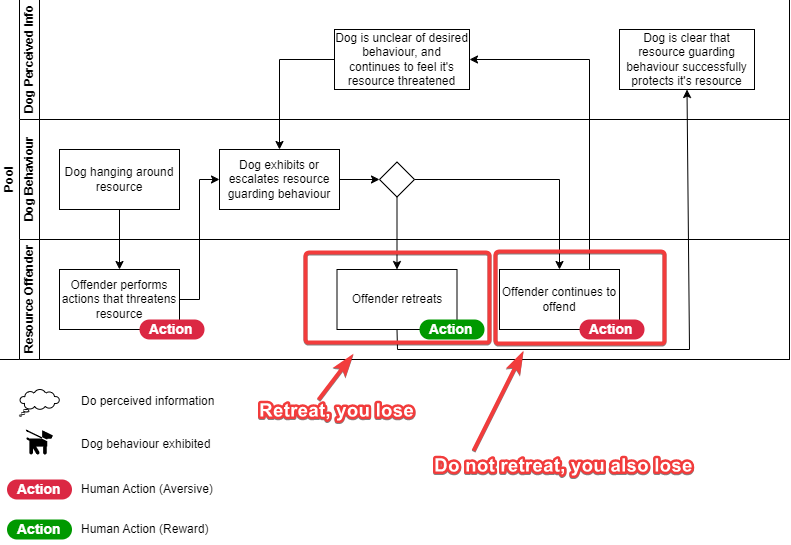 Pool
Dog Perceived Info
Dog is unclear of desired
behaviour, and
continues to feel it's
resource threatened
Dog is clear that
resource guarding
behaviour successfully
protects it's resource
Dog Behaviour
Dog hanging around
resource
Dog exhibits or
escalates resource
guarding behaviour
Resource Offender
Offender performs
actions that threatens
resource
Action
Offender retreats
Action
Offender continues to
offend
Action
Retreat, you lose
Do not retreat, you also lose
Do perceived information
Dog behaviour exhibited
Action
Human Action (Aversive)
Action
Human Action (Reward)